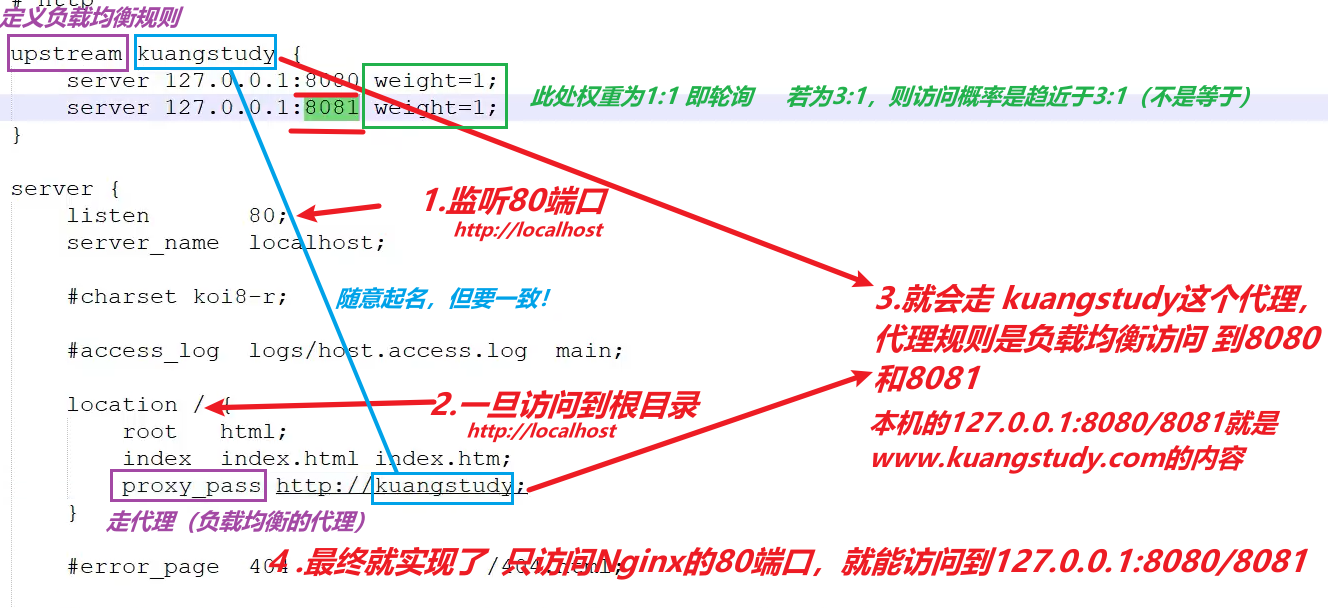 # http
定义负载均衡规则
upstream kuangstudy {
server 127.0.0.1:8080 weight=1;
server 127.0.0.1:8081 weight=1;
此处权重为1:1 即轮询 若为3:1，则访问概率是趋近于3:1（不是等于）
}
server {
listen 80;
1.监听80端口
http://localhost
server_name localhost;
#charset koi8-r;
随意起名，但要一致！
3.就会走 kuangstudy这个代理，
代理规则是负载均衡访问 到8080
和8081
#access_log logs/host.access.log main;
location / {
2.一旦访问到根目录
http://localhost
root html;
index index.html index.htm;
本机的127.0.0.1:8080/8081就是
www.kuangstudy.com的内容
proxy_pass http://kuangstudy;
}
走代理（负载均衡的代理）
#error_page 404 /404.html;
4 .最终就实现了 只访问Nginx的80端口，就能访问到127.0.0.1:8080/8081